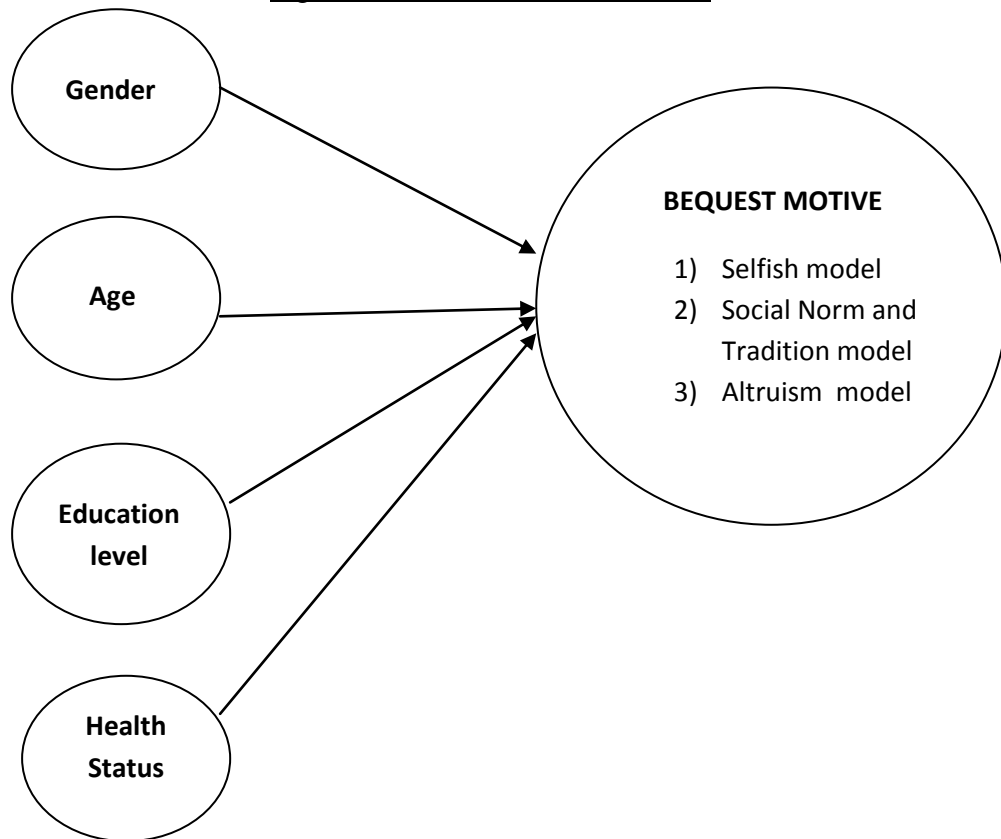 Gender
Age
Education
level
Health
Status
BEQUEST MOTIVE
1) Selfish model
2) Social Norm and
Tradition model
3) Altruism model